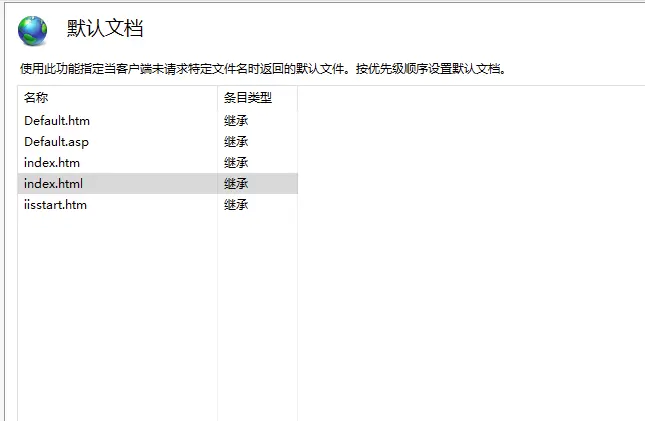 默认文档
使用此功能指定当客户端未请求特定文件名时返回的默认文件。按优先级顺序设置默认文档。
名称 条目类型
Default.htm 继承
Default.asp 继承
index.htm 继承
index.html 继承
iisstart.htm 继承